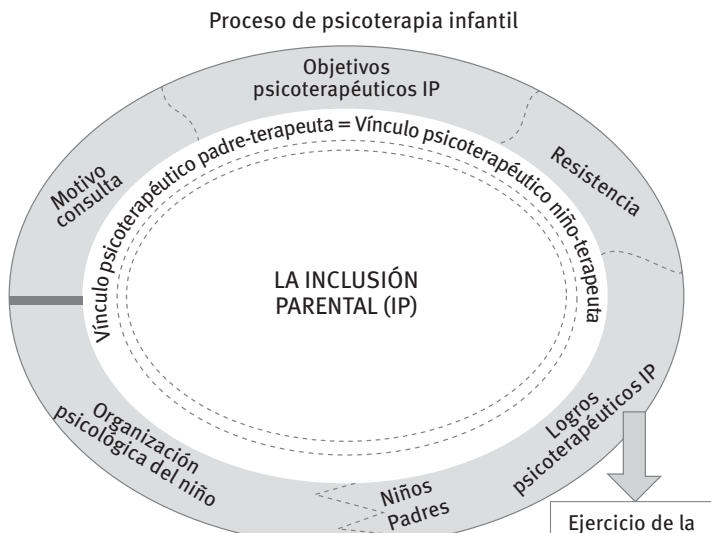 Proceso de psicoterapia infantil
Objetivos
psicoterapéuticos IP
Motivo
consulta
Resistencia
Vínculo psicoterapéutico padre-terapeuta = Vínculo psicoterapéutico niño-terapeuta
LA INCLUSIÓN
PARENTAL (IP)
Organización
psicológica del niño
Logros
psicoterapéuticos IP
Niños
Padres
Ejercicio de la